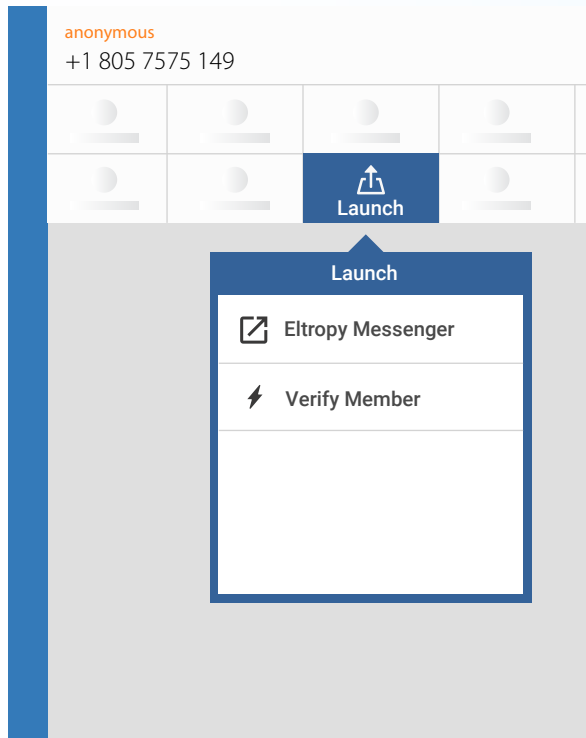 anonymous
+1 805 7575 149
Launch
Launch
Eltropy Messenger
Verify Member